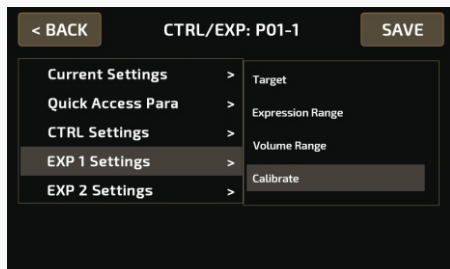 < BACK
CTRL/EXP: P01-1
SAVE
Current Settings >
Quick Access Para >
CTRL Settings >
EXP 1 Settings >
EXP 2 Settings >
Target
Expression Range
Volume Range
Calibrate